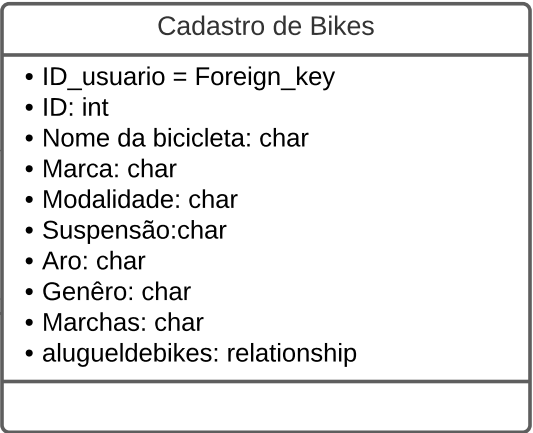 Cadastro de Bikes
• ID_usuario = Foreign_key
• ID: int
• Nome da bicicleta: char
• Marca: char
• Modalidade: char
• Suspensão:char
• Aro: char
• Genêro: char
• Marchas: char
• alugueldebikes: relationship